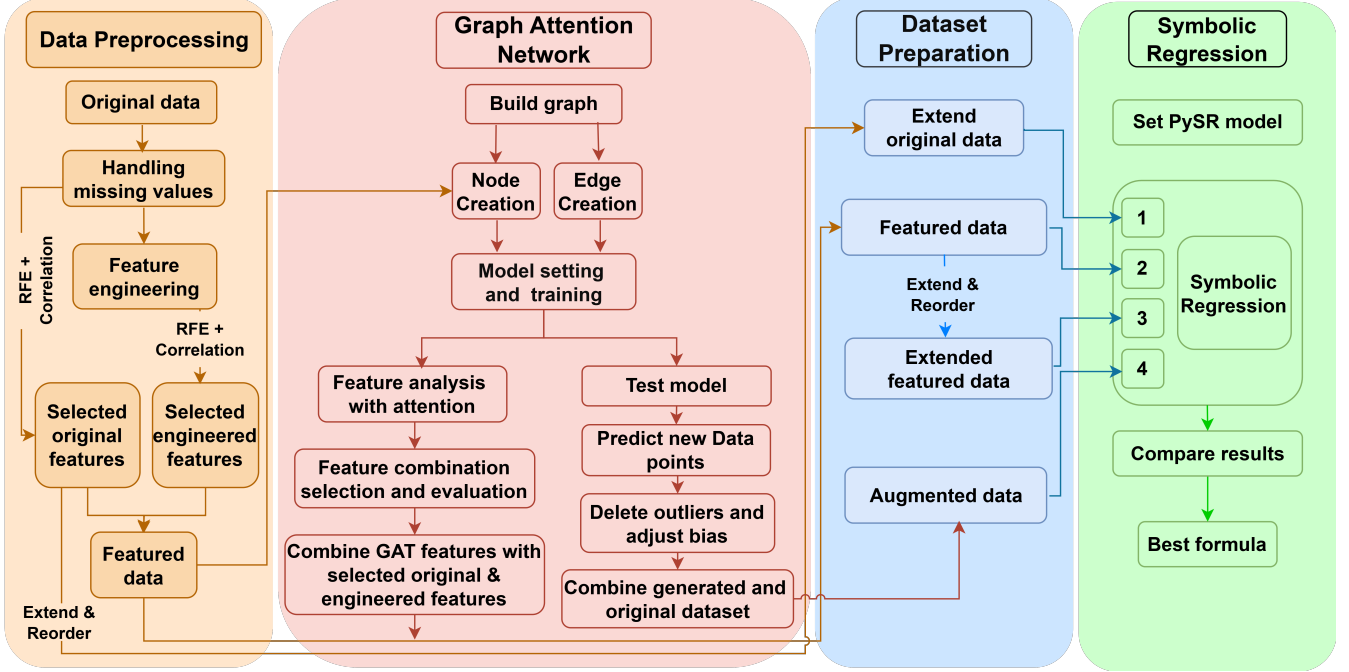 Data Preprocessing
Original data
Handling
missing values
RFE +
Correlation
Feature
engineering
RFE +
Correlation
Selected
original
features
Selected
engineered
features
Featured
data
Extend &
Reorder
Graph Attention
Network
Build graph
Node
Creation
Edge
Creation
Model setting
and training
Feature analysis
with attention
Feature combination
selection and evaluation
Combine GAT features with
selected original &
engineered features
Test model
Predict new Data
points
Delete outliers and
adjust bias
Combine generated and
original dataset
Dataset
Preparation
Extend
original data
Featured data
Extend &
Reorder
Extended
featured data
Augmented data
Symbolic
Regression
Set PySR model
1
2
3
4
Symbolic
Regression
Compare results
Best formula